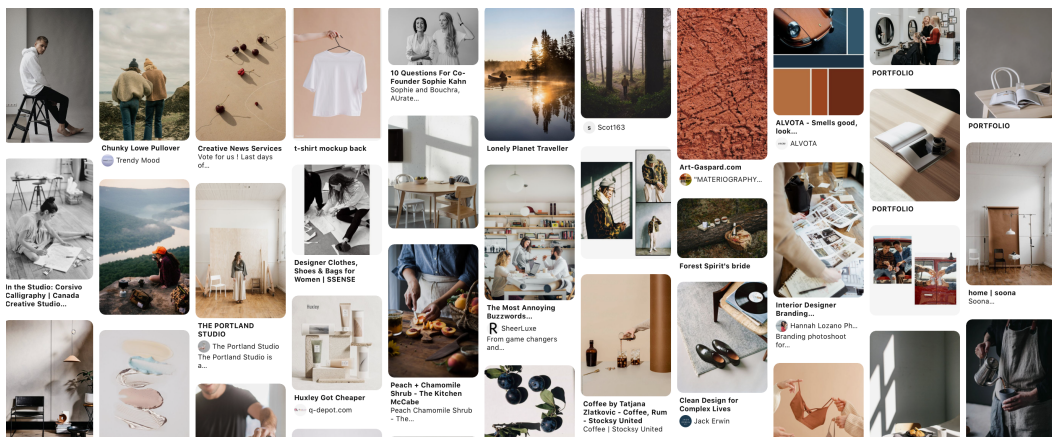 In the Studio: Corsivo
Calligraphy | Canada
Creative Studio...
Chunky Lowe Pullover
Trendy Mood
Creative News Services
Vote for us ! Last days
of...
THE PORTLAND
STUDIO
The Portland Studio
The Portland Studio is
a...
t-shirt mockup back
Designer Clothes,
Shoes & Bags for
Women | SSENSE
Huxley Got Cheaper
q-depot.com
10 Questions For Co-
Founder Sophie Kahn
Sophie and Bouchra,
AUrate...
Peach + Chamomile
Shrub - The Kitchen
McCabe
Peach Chamomile Shrub
- The...
Lonely Planet Traveller
The Most Annoying
Buzzwords...
R SheerLuxe
From game changers
and...
s Scot163
Coffee by Tatjana
Zlatkovic - Coffee, Rum
- Stocksy United
Coffee | Stocksy United
Art-Gaspard.com
"MATERIOGRAPHY...
Forest Spirit's bride
Clean Design for
Complex Lives
Jack Erwin
ALVOTA - Smells good,
look...
ALVOTA
Interior Designer
Branding...
Hannah Lozano Ph...
Branding photoshoot
for...
PORTFOLIO
PORTFOLIO
PORTFOLIO
home | soona
Soona...